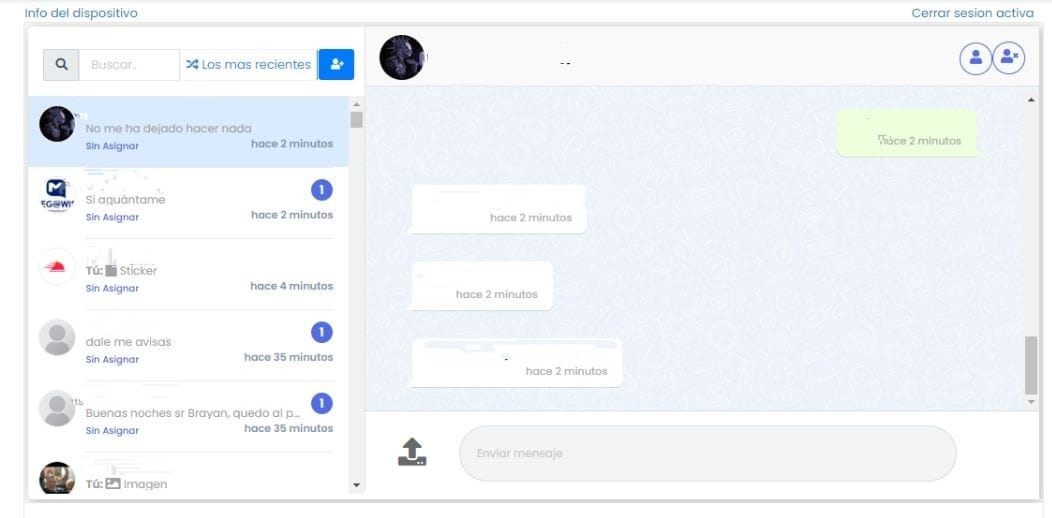 Info del dispositivo
Cerrar sesion activa
Buscar..
Los mas recientes
No me ha dejado hacer nada
Sin Asignar
hace 2 minutos
Sì aguántame
1
Sin Asignar
hace 2 minutos
Tú: Sticker
Sin Asignar
hace 4 minutos
dale me avisas
1
Sin Asignar
hace 35 minutos
Buenas noches sr Brayan, quedo al p...
1
Sin Asignar
hace 35 minutos
Tú: Imagen
hace 2 minutos
hace 2 minutos
hace 2 minutos
hace 2 minutos
Enviar mensaje